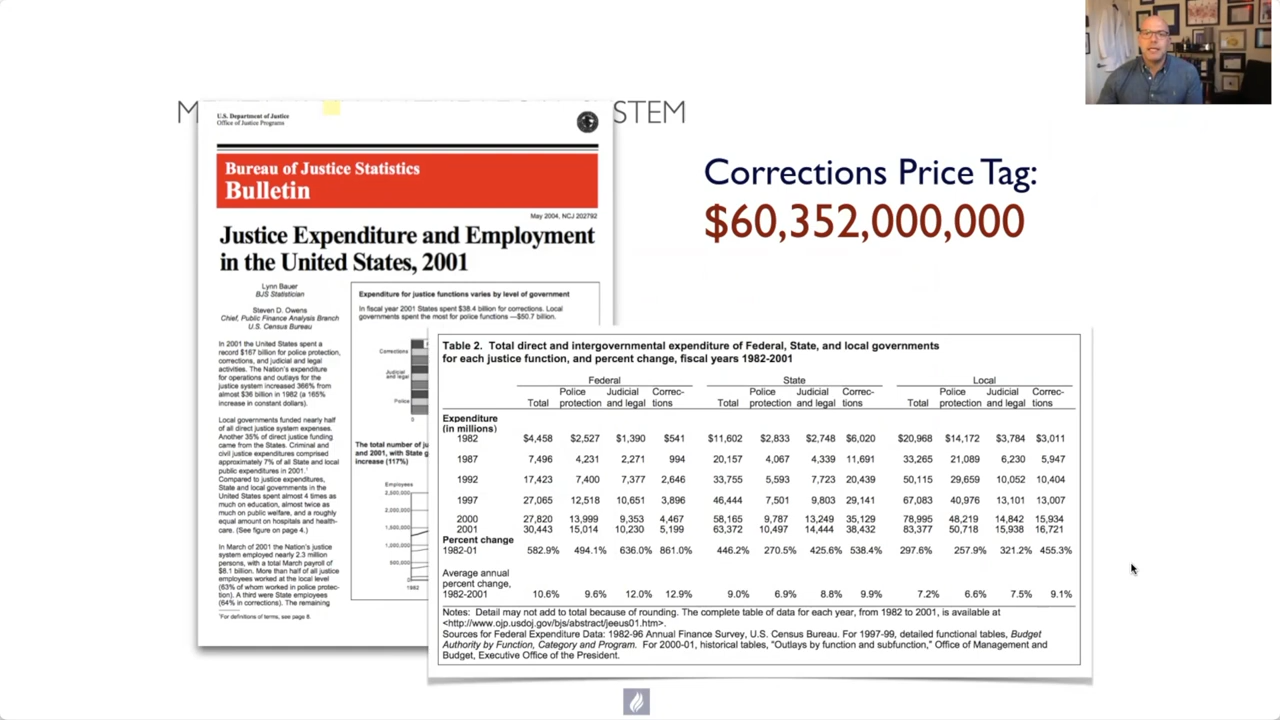 M
STEM
U.S. Department of Justice
Office of Justice Programs
Bureau of Justice Statistics
Bulletin
May 2004, NCJ 202792
Justice Expenditure and Employment
in the United States, 2001
Lynn Bauer
BJS Statistician
Steven D. Owens
Chief, Public Finance Analysis Branch
U.S. Census Bureau
In 2001 the United States spent a
record $167 billion for police protection,
corrections, and judicial and legal
activities. The Nation's expenditure
for operations and outlays for the
justice system increased 366% from
almost $36 billion in 1982 (a 165%
increase in constant dollars).
Local governments funded nearly half
of all direct justice system expenses.
Another 35% of direct justice funding
came from the States. Criminal and
civil justice expenditures comprised
approximately 7% of all State and local
public expenditures in 2001.¹
Compared to justice expenditures,
State and local governments in the
United States spent almost 4 times as
much on education, almost twice as
much on public welfare, and a roughly
equal amount on hospitals and health-
care. (See figure on page 4.)
In March of 2001 the Nation's justice
system employed nearly 2.3 million
persons, with a total March payroll of
$8.1 billion. More than half of all justice
employees worked at the local level
(63% of whom worked in police protec-
tion). A third were State employees
(64% in corrections). The remaining
¹For definitions of terms, see page 8.
Expenditure for justice functions varies by level of government
In fiscal year 2001 States spent $38.4 billion for corrections. Local
governments spent the most for police functions —$50.7 billion.
Corrections
Judicial
and legal
Police
0
The total number of ju
and 2001, with State g
increase (117%)
Employees
2,500,000
2,000,000
1,500,000
1,000,000
500,000
0
1982
Corrections Price Tag:
$60,352,000,000
Table 2. Total direct and intergovernmental expenditure of Federal, State, and local governments
for each justice function, and percent change, fiscal years 1982-2001
Federal State Local
Police Judicial Correc- Police Judicial Correc- Police Judicial Correc-
Total protection and legal tions Total protection and legal tions Total protection and legal tions
Expenditure
(in millions)
1982 $4,458 $2,527 $1,390 $541 $11,602 $2,833 $2,748 $6,020 $20,968 $14,172 $3,784 $3,011
1987 7,496 4,231 2,271 994 20,157 4,067 4,339 11,691 33,265 21,089 6,230 5,947
1992 17,423 7,400 7,377 2,646 33,755 5,593 7,723 20,439 50,115 29,659 10,052 10,404
1997 27,065 12,518 10,651 3,896 46,444 7,501 9,803 29,141 67,083 40,976 13,101 13,007
2000 27,820 13,999 9,353 4,467 58,165 9,787 13,249 35,129 78,995 48,219 14,842 15,934
2001 30,443 15,014 10,230 5,199 63,372 10,497 14,444 38,432 83,377 50,718 15,938 16,721
Percent change
1982-01 582.9% 494.1% 636.0% 861.0% 446.2% 270.5% 425.6% 538.4% 297.6% 257.9% 321.2% 455.3%
Average annual
percent change,
1982-2001 10.6% 9.6% 12.0% 12.9% 9.0% 6.9% 8.8% 9.9% 7.2% 6.6% 7.5% 9.1%
Notes: Detail may not add to total because of rounding. The complete table of data for each year, from 1982 to 2001, is available at
<http://www.ojp.usdoj.gov/bjs/abstract/jeeus01.htm>.
Sources for Federal Expenditure Data: 1982-96 Annual Finance Survey, U.S. Census Bureau. For 1997-99, detailed functional tables, Budget
Authority by Function, Category and Program. For 2000-01, historical tables, "Outlays by function and subfunction," Office of Management and
Budget, Executive Office of the President.